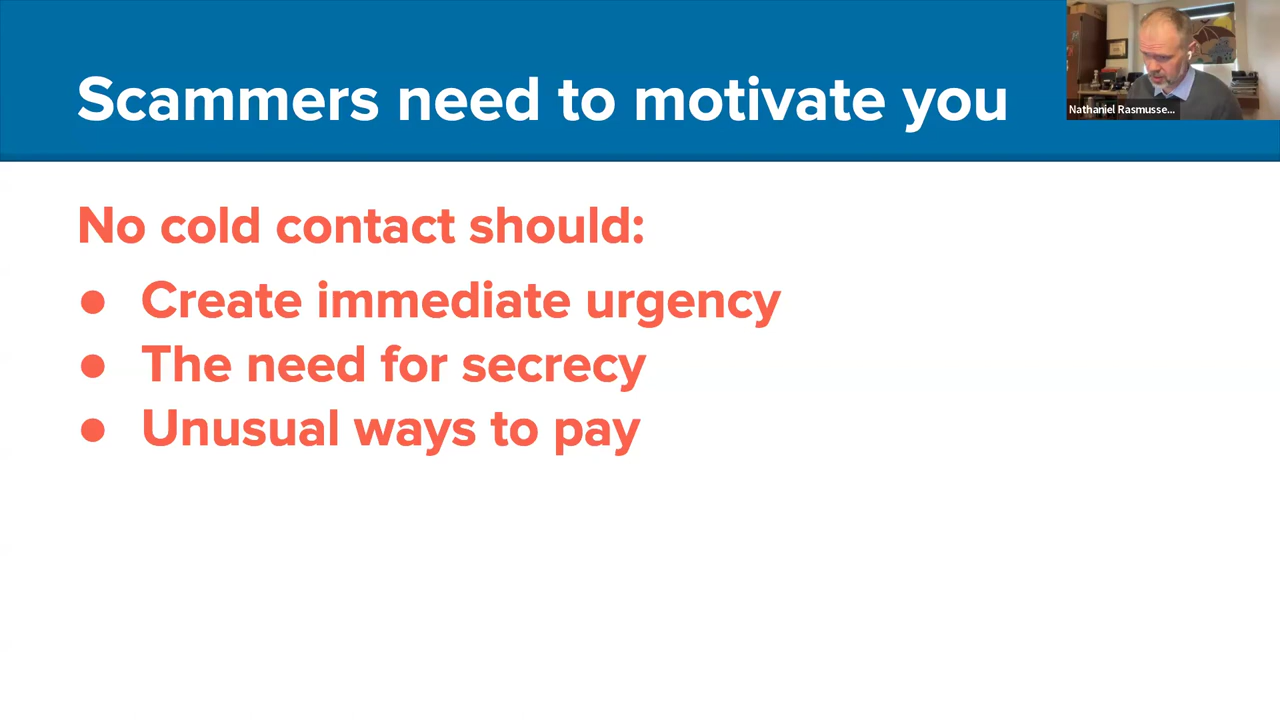 Scammers need to motivate you
Nathaniel Rasmusse...
No cold contact should:
● Create immediate urgency
● The need for secrecy
● Unusual ways to pay